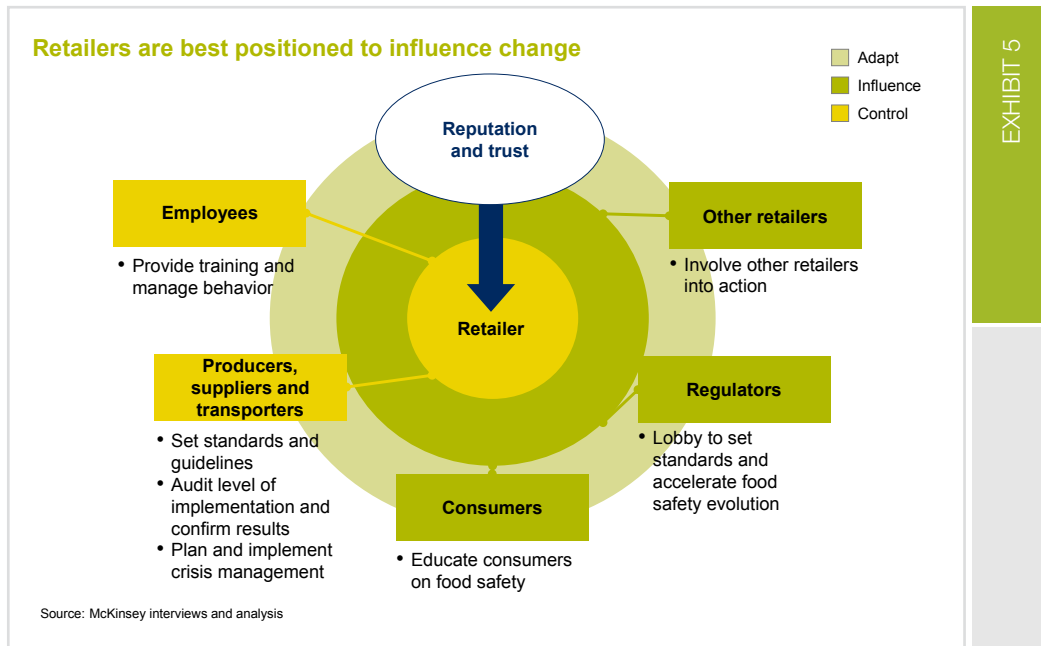 Retailers are best positioned to influence change
Adapt
Influence
Control
EXHIBIT 5
Reputation
and trust
Employees
• Provide training and
manage behavior
Other retailers
• Involve other retailers
into action
Retailer
Producers,
suppliers and
transporters
• Set standards and
guidelines
• Audit level of
implementation and
confirm results
• Plan and implement
crisis management
Regulators
• Lobby to set
standards and
accelerate food
safety evolution
Consumers
• Educate consumers
on food safety
Source: McKinsey interviews and analysis